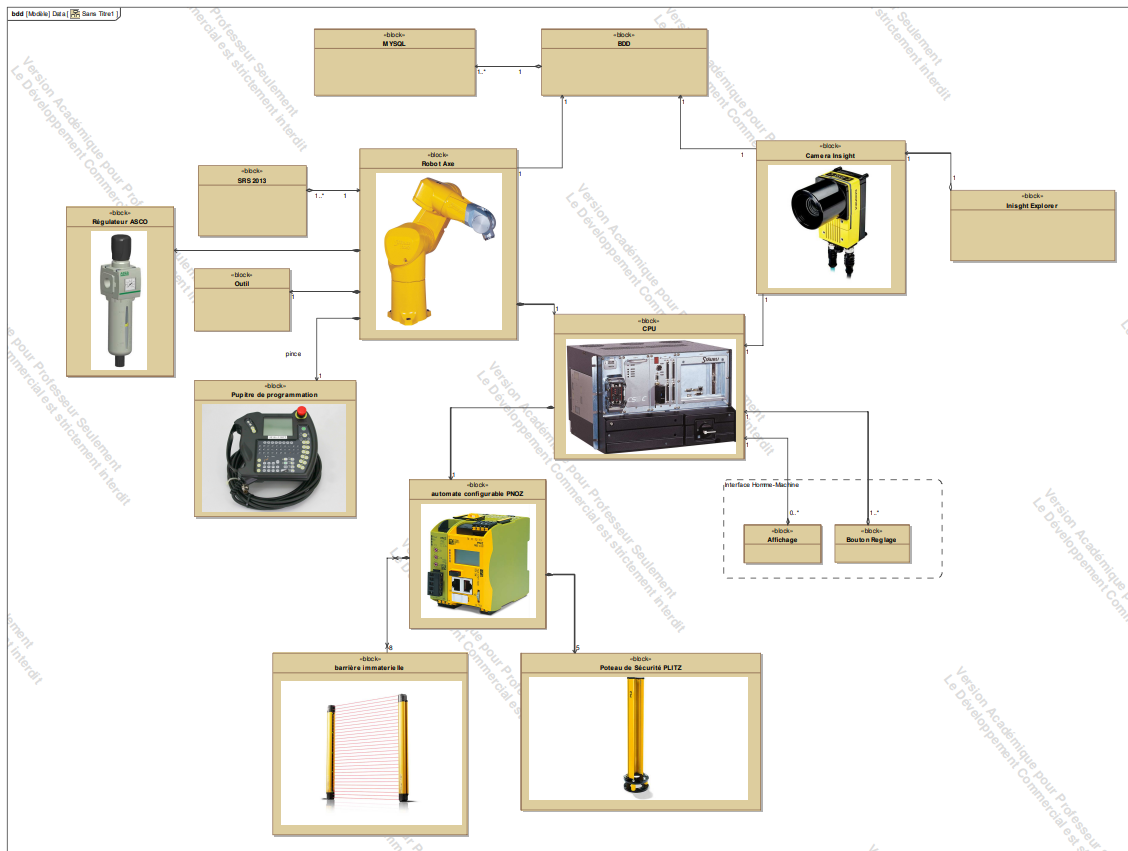 bdd [Modèle] Data [ Sans Titre1 ]
«block»
MYSQL
«block»
BDD
1..*
1
1
1
«block»
Robot Axe
1
1
«block»
Camera Insight
1
«block»
SRS 2013
1..*
1
1
«block»
Inisght Explorer
«block»
Régulateur ASCO
«block»
Outil
1
1
1
«block»
CPU
1
pince
1
«block»
Pupitre de programmation
1
1
1
«block»
automate configurable PNOZ
Interface Homme-Machine
0..*
1..*
«block»
Affichage
«block»
Bouton Reglage
8
5
«block»
barrière immaterielle
«block»
Poteau de Sécurité PLITZ
Version Académique pour Professeur Seulement
Le Développement Commercial est strictement Interdit